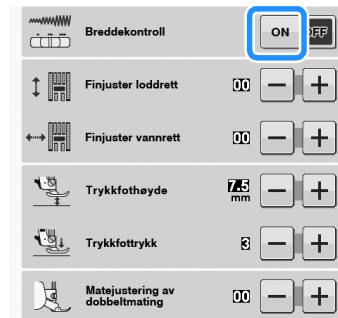 Breddekontroll ON OFF
Finjuster loddrett 00 − +
Finjuster vannrett 00 − +
Trykkfothøyde 7.5 − +
mm
Trykkfottrykk 3 − +
Matejustering av
dobbeltmating 00 − +